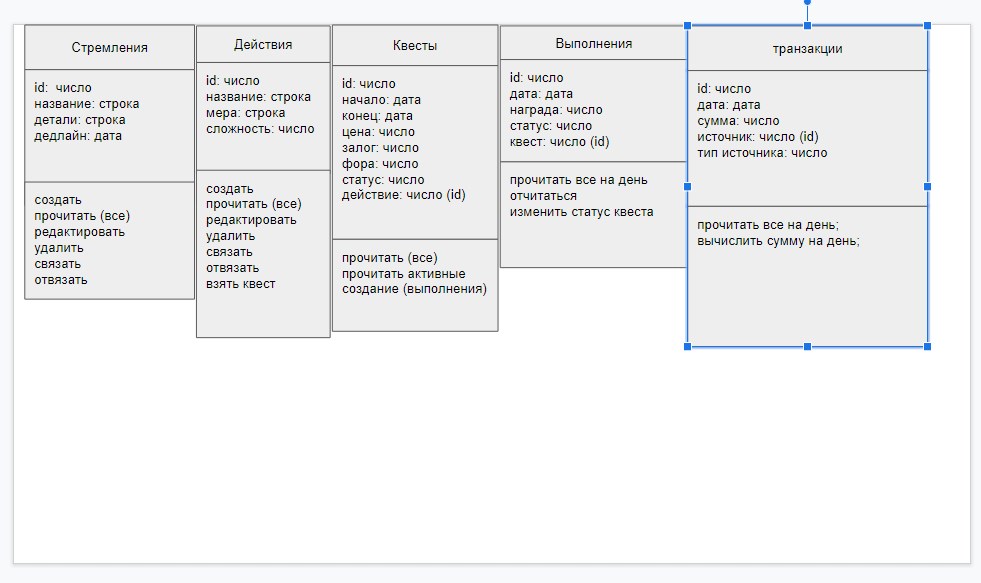 Стремления
id:  число
название: строка
детали: строка
дедлайн: дата
создать
прочитать (все)
редактировать
удалить
связать
отвязать
Действия
id: число
название: строка
мера: строка
сложность: число
создать
прочитать (все)
редактировать
удалить
связать
отвязать
взять квест
Квесты
id: число
начало: дата
конец: дата
цена: число
залог: число
фора: число
статус: число
действие: число (id)
прочитать (все)
прочитать активные
создание (выполнения)
Выполнения
id: число
дата: дата
награда: число
статус: число
квест: число (id)
прочитать все на день
отчитаться
изменить статус квеста
транзакции
id: число
дата: дата
сумма: число
источник: число (id)
тип источника: число
прочитать все на день;
вычислить сумму на день;